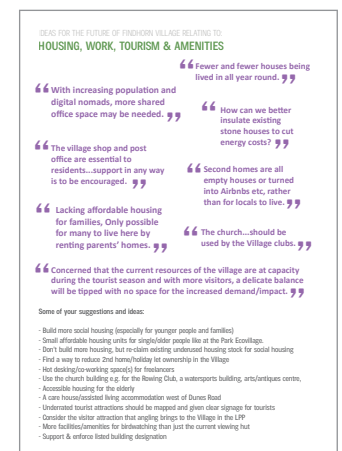 IDEAS FOR THE FUTURE OF FINDHORN VILLAGE RELATING TO:
HOUSING, WORK, TOURISM & AMENITIES
“Fewer and fewer houses being
lived in all year round.”
“With increasing population and
digital nomads, more shared
office space may be needed.”
“How can we better
insulate existing
stone houses to cut
energy costs?”
“The village shop and post
office are essential to
residents...support in any way
is to be encouraged.”
“Second homes are all
empty houses or turned
into Airbnbs etc, rather
than for locals to live.”
“Lacking affordable housing
for families, Only possible
for many to live here by
renting parents’ homes.”
“The church...should be
used by the Village clubs.”
“Concerned that the current resources of the village are at capacity
during the tourist season and with more visitors, a delicate balance
will be tipped with no space for the increased demand/impact.”
Some of your suggestions and ideas:
- Build more social housing (especially for younger people and families)
- Small affordable housing units for single/older people like at the Park Ecovillage.
- Don’t build more housing, but re-claim existing underused housing stock for social housing
- Find a way to reduce 2nd home/holiday let ownership in the Village
- Hot desking/co-working space(s) for freelancers
- Use the church building e.g. for the Rowing Club, a watersports building, arts/antiques centre,
- Accessible housing for the elderly
- A care house/assisted living accommodation west of Dunes Road
- Underrated tourist attractions should be mapped and given clear signage for tourists
- Consider the visitor attraction that angling brings to the Village in the LPP
- More facilities/amenities for birdwatching than just the current viewing hut
- Support & enforce listed building designation